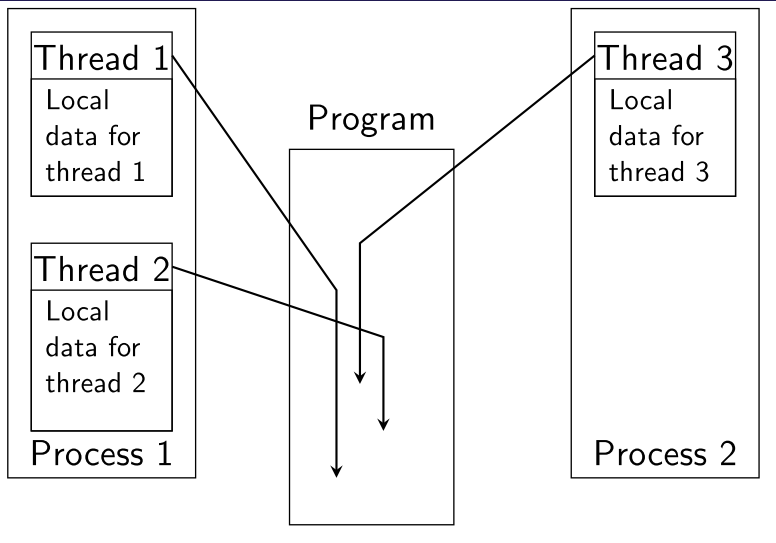 Thread 1
Local
data for
thread 1
Thread 2
Local
data for
thread 2
Process 1
Program
Thread 3
Local
data for
thread 3
Process 2